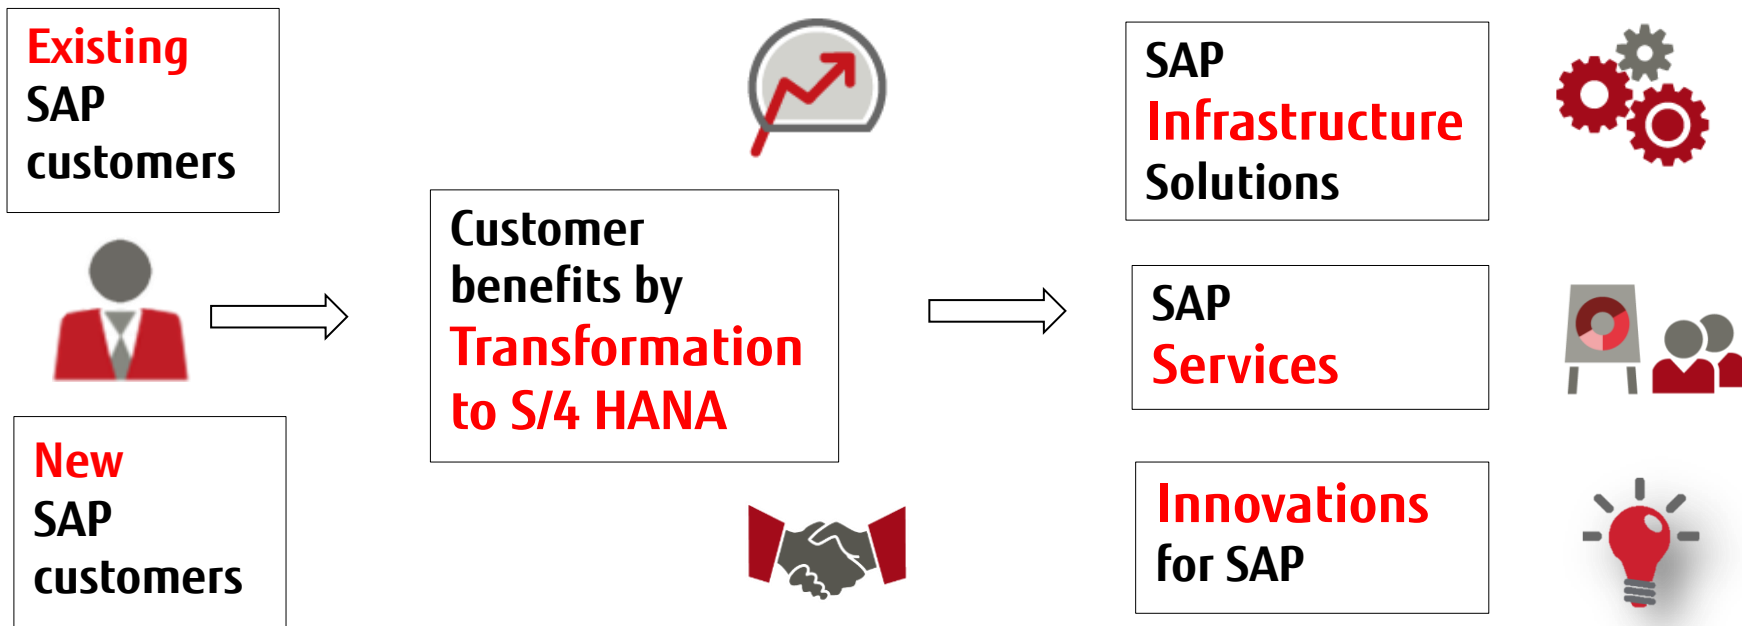 Existing
SAP
customers
New
SAP
customers
Customer
benefits by
Transformation
to S/4 HANA
SAP
Infrastructure
Solutions
SAP
Services
Innovations
for SAP